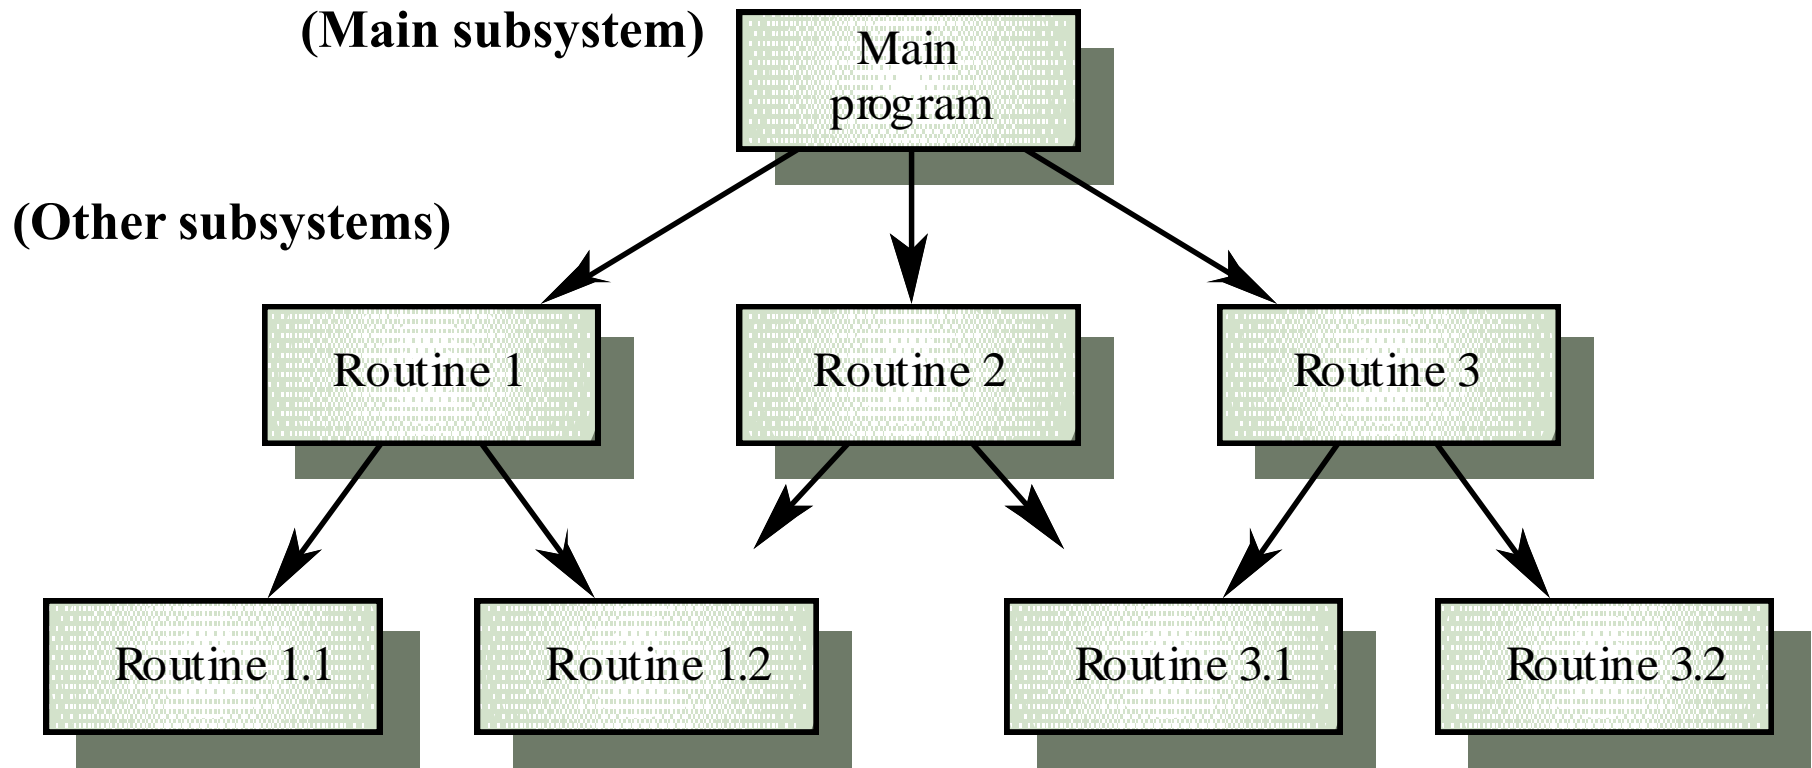 (Main subsystem)
Main
program
(Other subsystems)
Routine 1
Routine 2
Routine 3
Routine 1.1
Routine 1.2
Routine 3.1
Routine 3.2